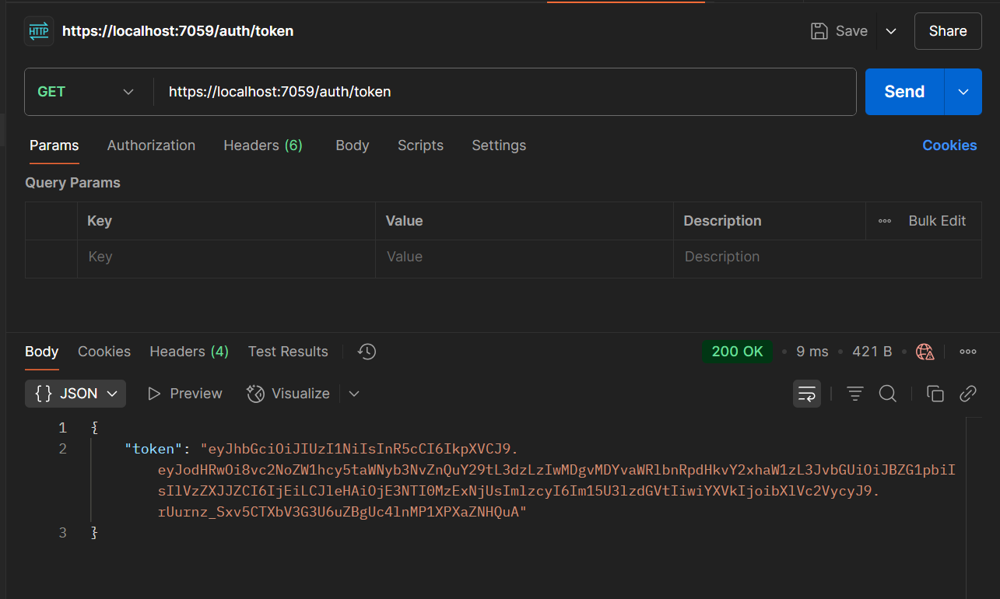 HTTP https://localhost:7059/auth/token Save Share
GET https://localhost:7059/auth/token Send
Params Authorization Headers (6) Body Scripts Settings Cookies
Query Params
Key Value Description Bulk Edit
Key Value Description
Body Cookies Headers (4) Test Results 200 OK • 9 ms • 421 B •
{} JSON Preview Visualize
1 {
2 "token": "eyJhbGciOiJIUzI1NiIsInR5cCI6IkpXVCJ9.
eyJodHRwOi8vc2NoZW1hcy5taWNyb3NvZnQuY29tL3dzLzIwMDgvMDYvaWRlbnRpdHkvY2xhaW1zL3JvbGUiOiJBZG1pbiI
sIlVzZXJJZCI6IjEiLCJleHAiOjE3NTI0MzExNjUsImlzcyI6Im15U3lzdGVtIiwiYXVkIjoibXlVc2VycyJ9.
rUurnz_Sxv5CTXbV3G3U6uZBgUc4lnMP1XPXaZNHQuA"
3 }